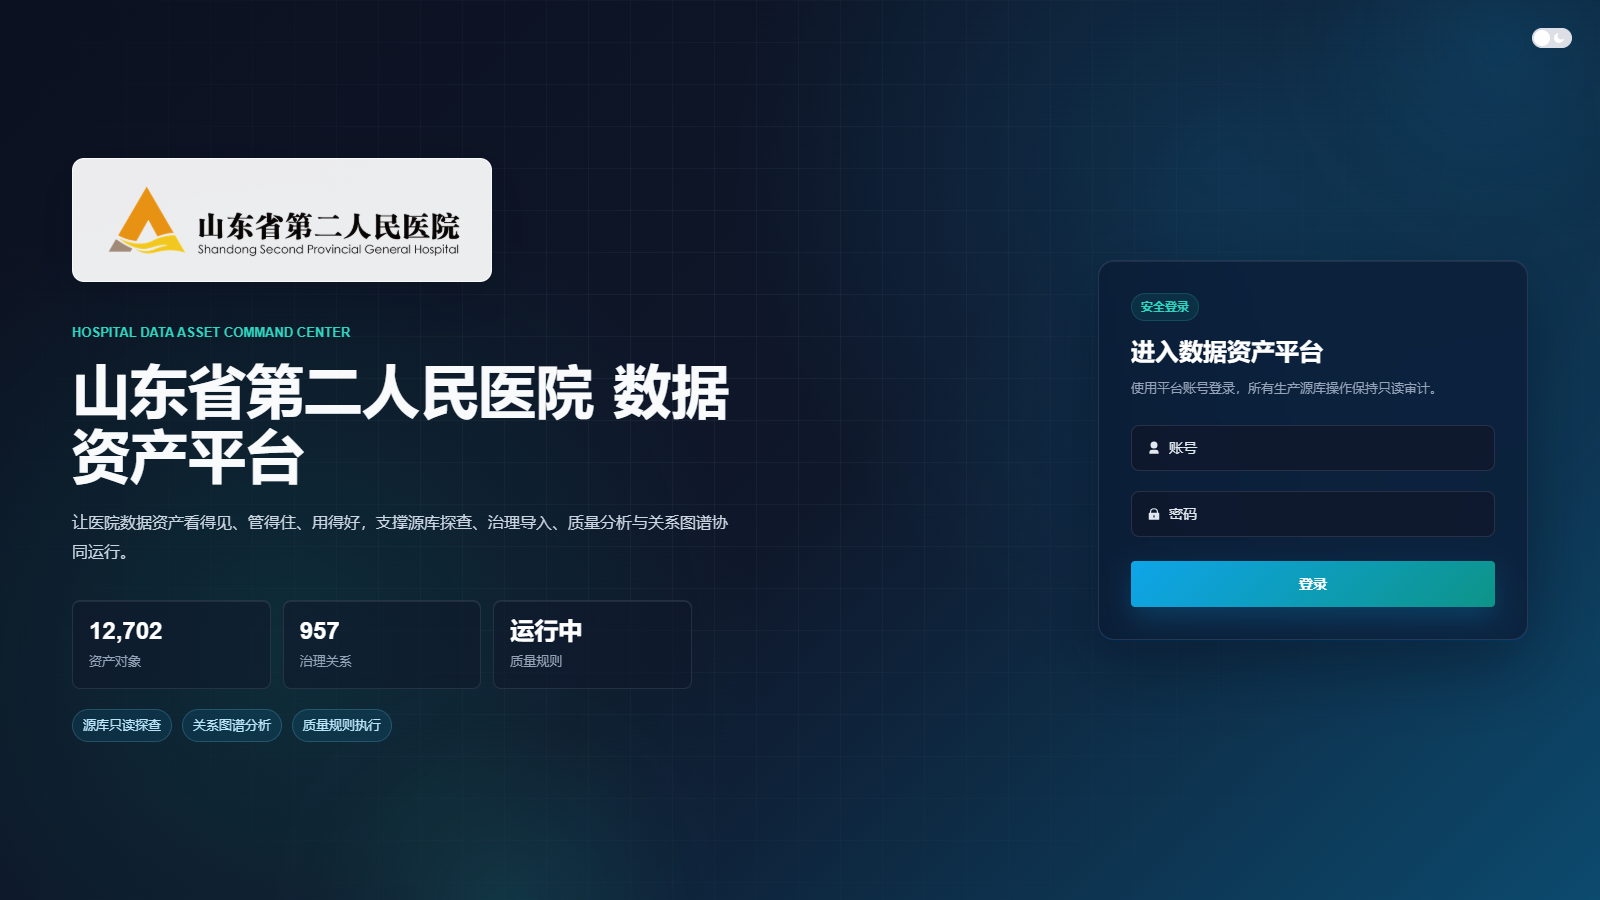 山东省第二人民医院
Shandong Second Provincial General Hospital
HOSPITAL DATA ASSET COMMAND CENTER
山东省第二人民医院 数据
资产平台
让医院数据资产看得见、管得住、用得好，支撑源库探查、治理导入、质量分析与关系图谱协
同运行。
12,702
资产对象
957
治理关系
运行中
质量规则
源库只读探查
关系图谱分析
质量规则执行
安全登录
进入数据资产平台
使用平台账号登录，所有生产源库操作保持只读审计。
账号
密码
登录